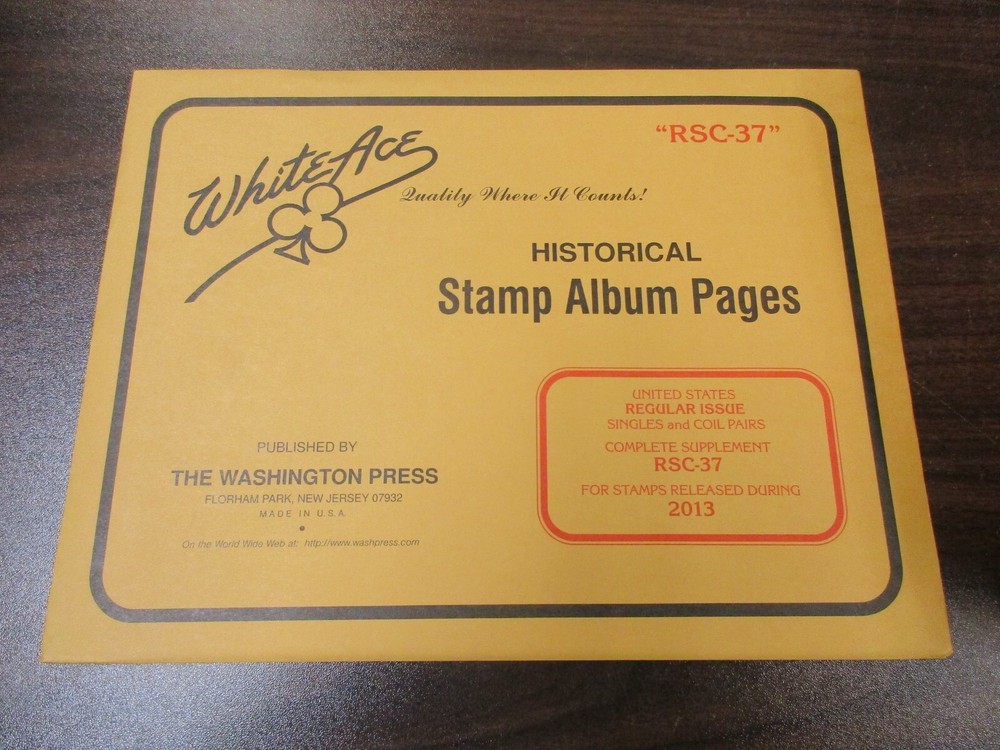 "RSC-37"
White Ace
Quality Where It Counts!
HISTORICAL
Stamp Album Pages
UNITED STATES
REGULAR ISSUE
SINGLES and COIL PAIRS
COMPLETE SUPPLEMENT
RSC-37
FOR STAMPS RELEASED DURING
2013
PUBLISHED BY
THE WASHINGTON PRESS
FLORHAM PARK, NEW JERSEY 07932
MADE IN U.S.A.
On the World Wide Web at: http://www.washpress.com